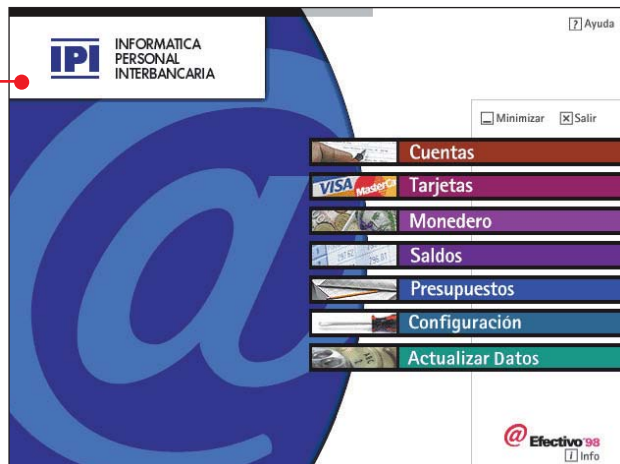 ? Ayuda
IPI
INFORMATICA
PERSONAL
INTERBANCARIA
Minimizar
Salir
Cuentas
VISA MasterCard
Tarjetas
Monedero
Saldos
Presupuestos
Configuración
Actualizar Datos
@ Efectivo'98
i Info